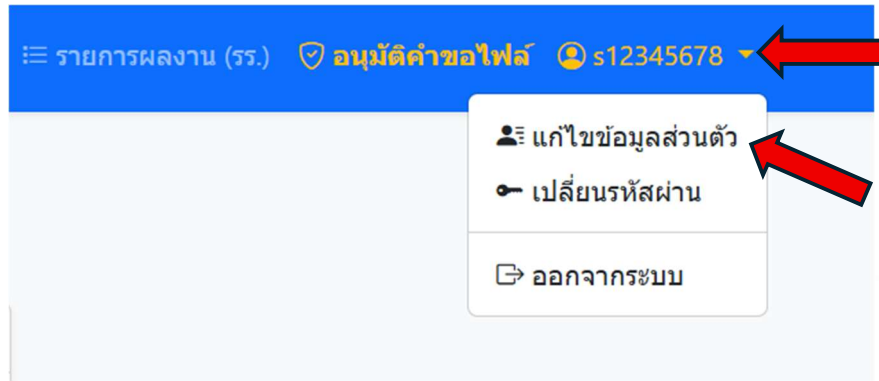 รายการผลงาน (รร.) อนุมัติคำขอไฟล์ s12345678
แก้ไขข้อมูลส่วนตัว
เปลี่ยนรหัสผ่าน
ออกจากระบบ